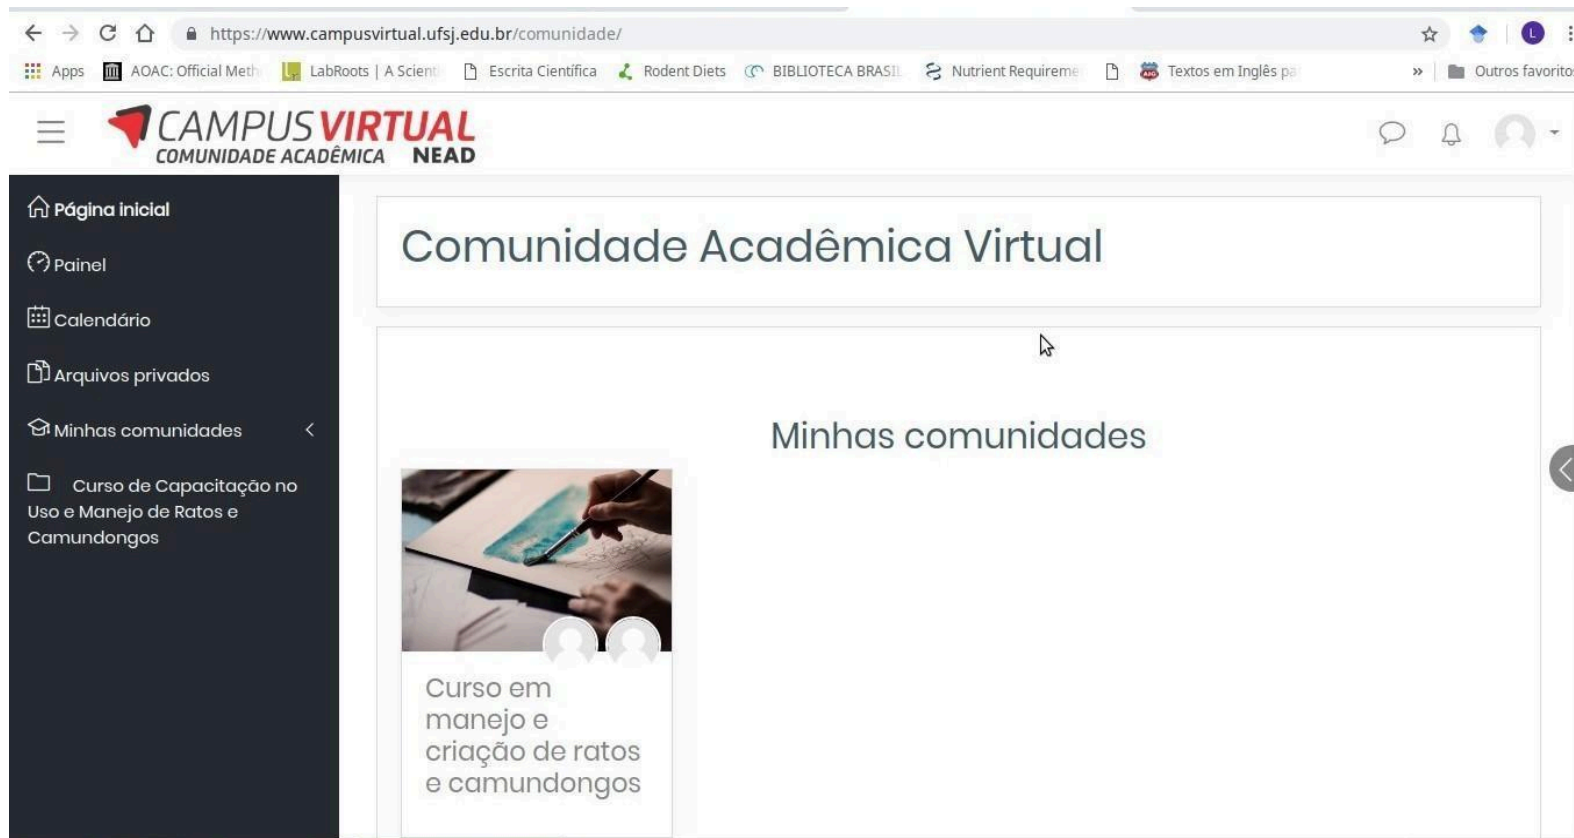 https://www.campusvirtual.ufsj.edu.br/comunidade/
L
Apps AOAC: Official Meth LabRoots | A Scient Escrita Científica Rodent Diets BIBLIOTECA BRASIL Nutrient Requireme Textos em Inglês pa » Outros favoritos
CAMPUS VIRTUAL
COMUNIDADE ACADÊMICA NEAD
Página inicial
Painel
Calendário
Arquivos privados
Minhas comunidades
Curso de Capacitação no
Uso e Manejo de Ratos e
Camundongos
Comunidade Acadêmica Virtual
Minhas comunidades
Curso em
manejo e
criação de ratos
e camundongos